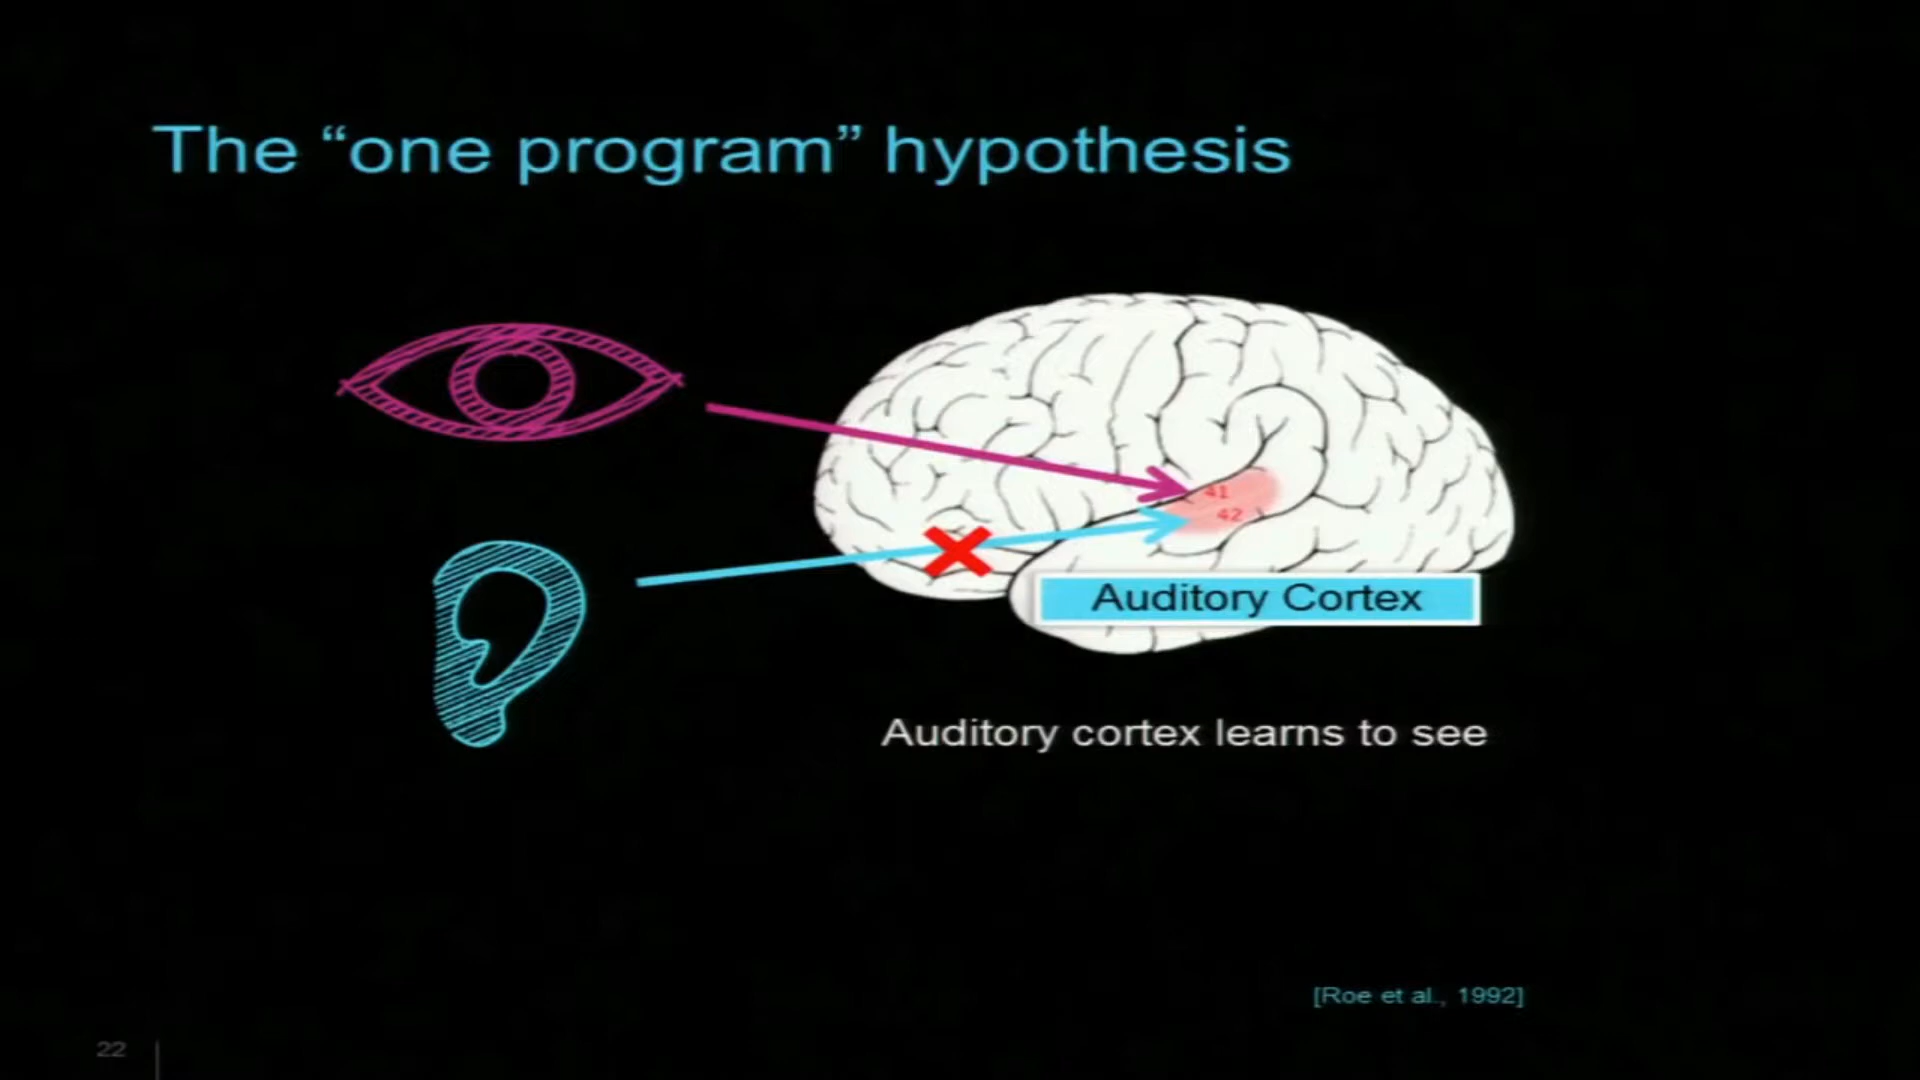 The “one program” hypothesis
41
42
Auditory Cortex
Auditory cortex learns to see
[Roe et al., 1992]
22